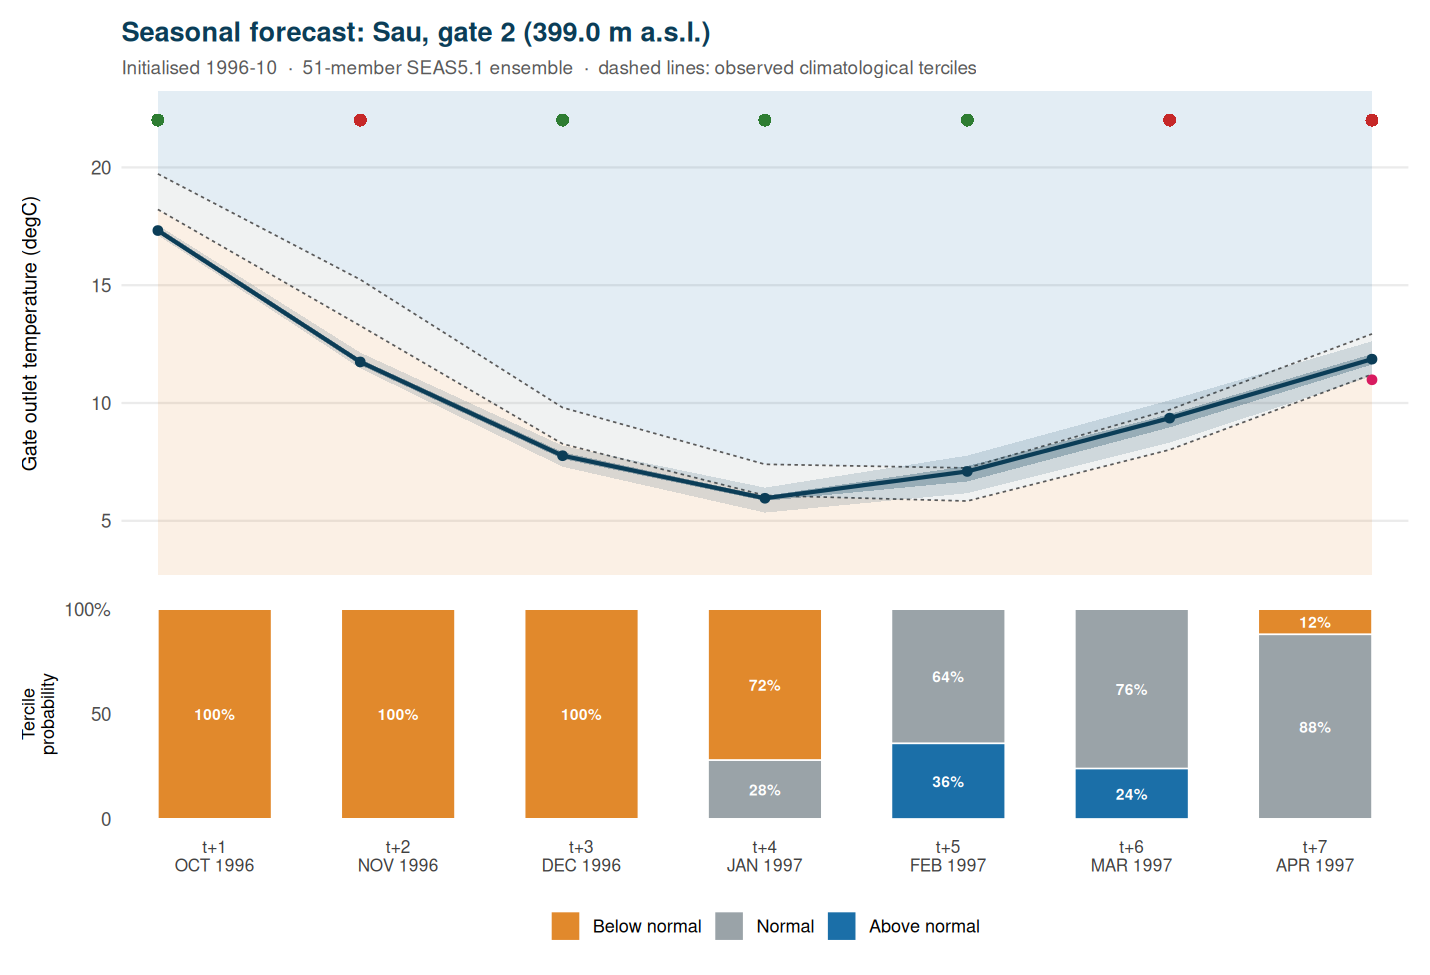 Seasonal forecast: Sau, gate 2 (399.0 m a.s.l.)
Initialised 1996-10 · 51-member SEAS5.1 ensemble · dashed lines: observed climatological terciles
Gate outlet temperature (degC)
20
15
10
5
Tercile
probability
100%
50
0
100%
100%
100%
72%
28%
64%
36%
76%
24%
12%
88%
t+1
OCT 1996
t+2
NOV 1996
t+3
DEC 1996
t+4
JAN 1997
t+5
FEB 1997
t+6
MAR 1997
t+7
APR 1997
Below normal
Normal
Above normal